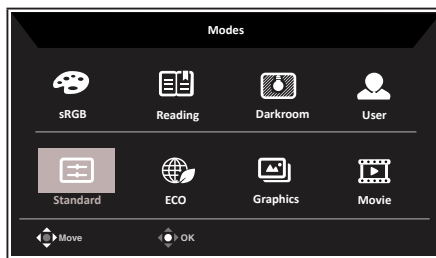 Modes
sRGB Reading Darkroom User
Standard ECO Graphics Movie
Move OK